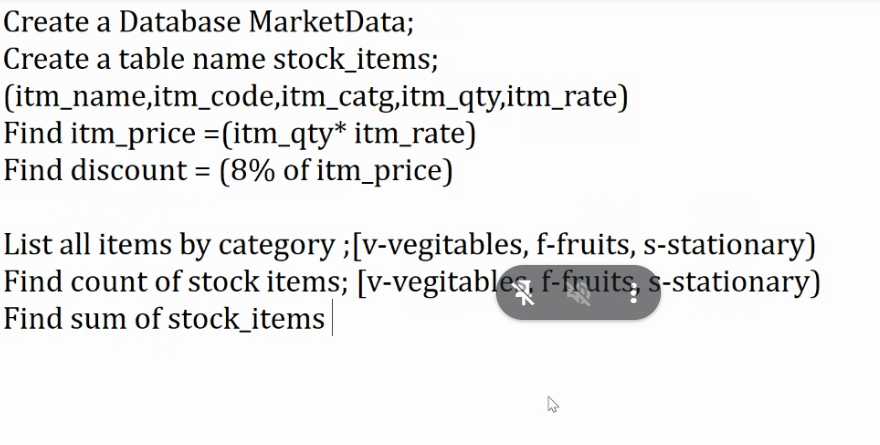 Create a Database MarketData;
Create a table name stock_items;
(itm_name,itm_code,itm_catg,itm_qty,itm_rate)
Find itm_price =(itm_qty* itm_rate)
Find discount = (8% of itm_price)
List all items by category ;[v-vegitables, f-fruits, s-stationary)
Find count of stock items; [v-vegitables, f-fruits, s-stationary)
Find sum of stock_items